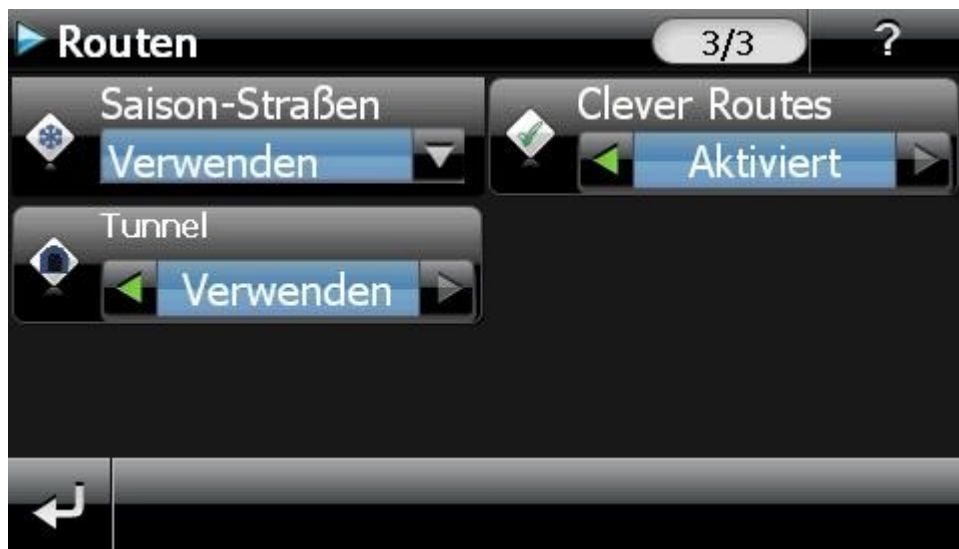 Routen
3/3
?
Saison-Straßen
Verwenden
Clever Routes
Aktiviert
Tunnel
Verwenden